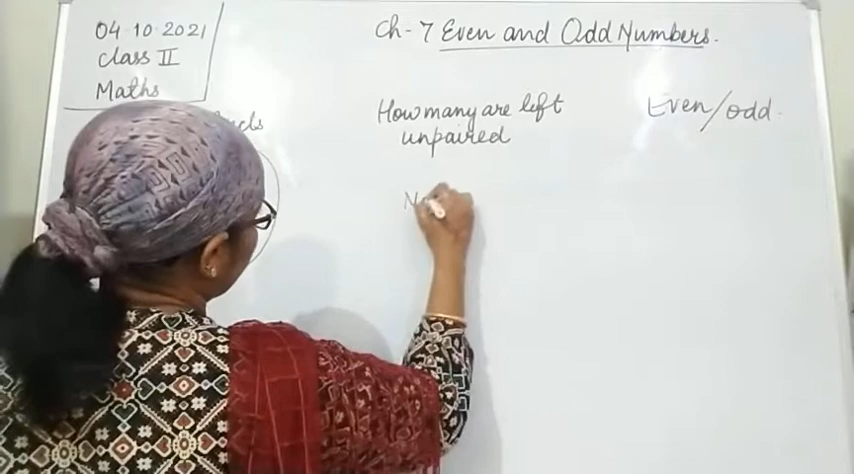 04.10.2021
Class II
Maths
Ch-7 Even and Odd Numbers.
How many are left
unpaired
Even/odd.